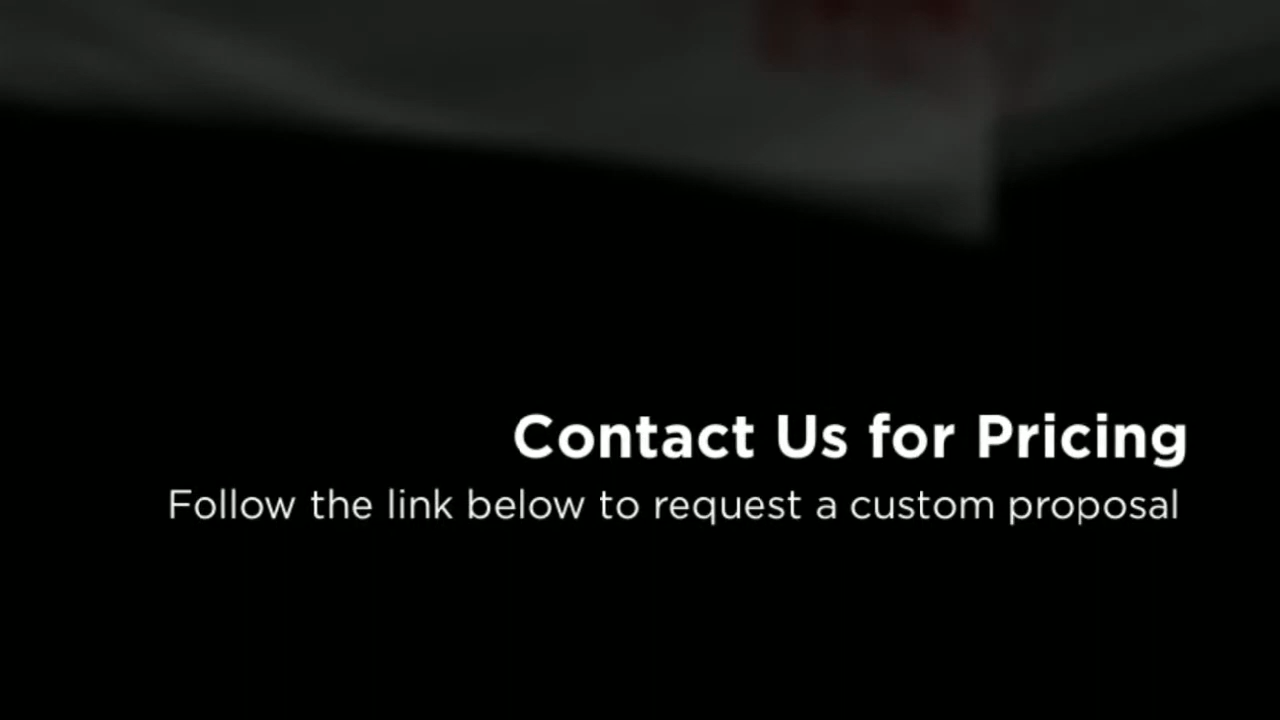 Contact Us for Pricing
Follow the link below to request a custom proposal